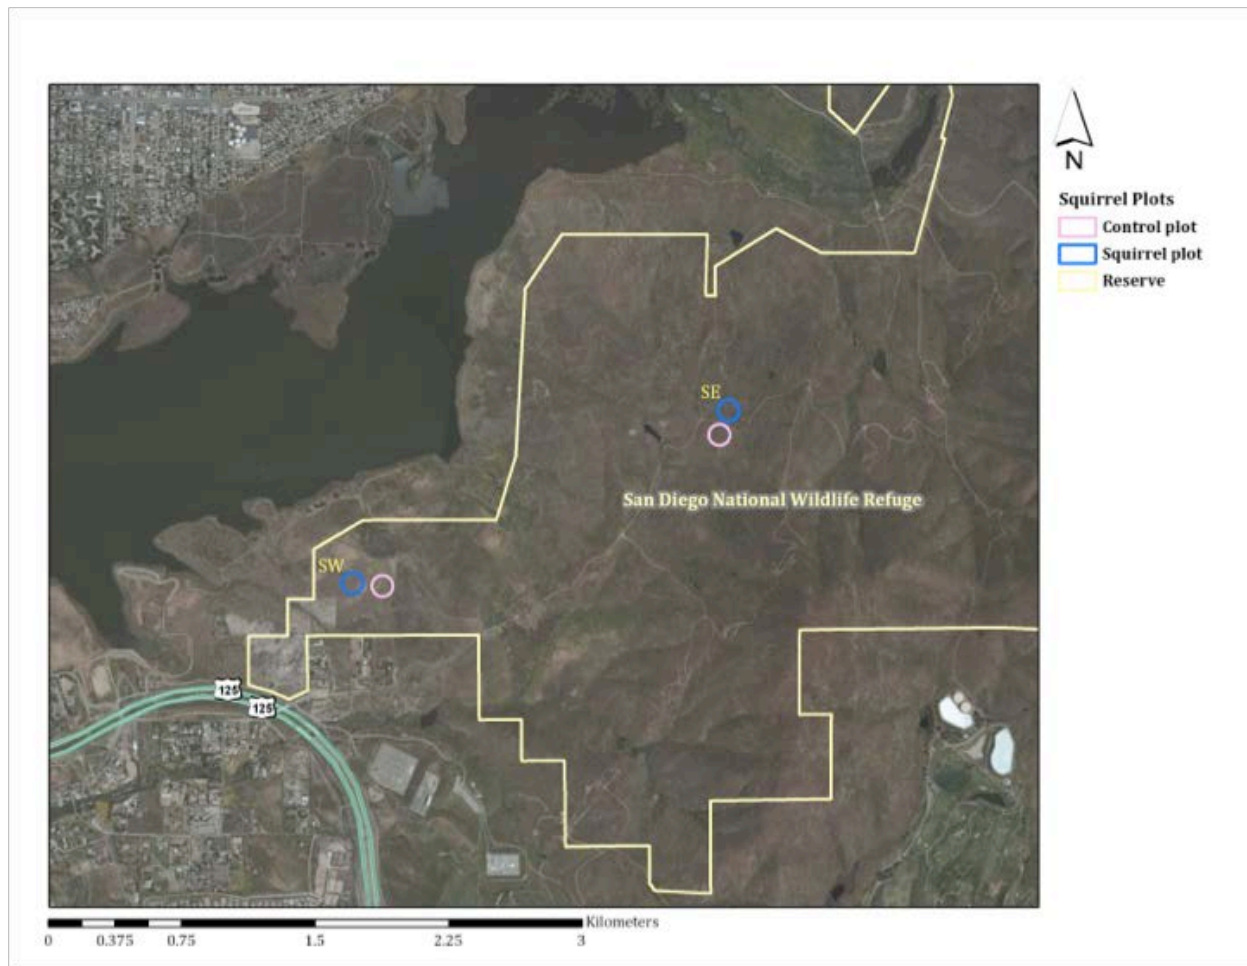 N
Squirrel Plots
Control plot
Squirrel plot
Reserve
SE
San Diego National Wildlife Refuge
SW
125
125
Kilometers
0 0.375 0.75 1.5 2.25 3